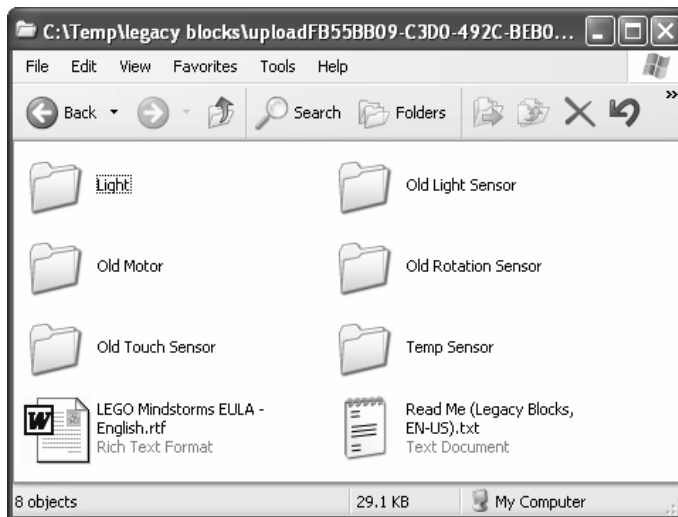 C:\Temp\legacy blocks\uploadFB55BB09-C3D0-492C-BEB0...
File Edit View Favorites Tools Help
Back Search Folders »
Light Old Light Sensor
Old Motor Old Rotation Sensor
Old Touch Sensor Temp Sensor
LEGO Mindstorms EULA - Read Me (Legacy Blocks,
English.rtf EN-US).txt
Rich Text Format Text Document
8 objects 29.1 KB My Computer